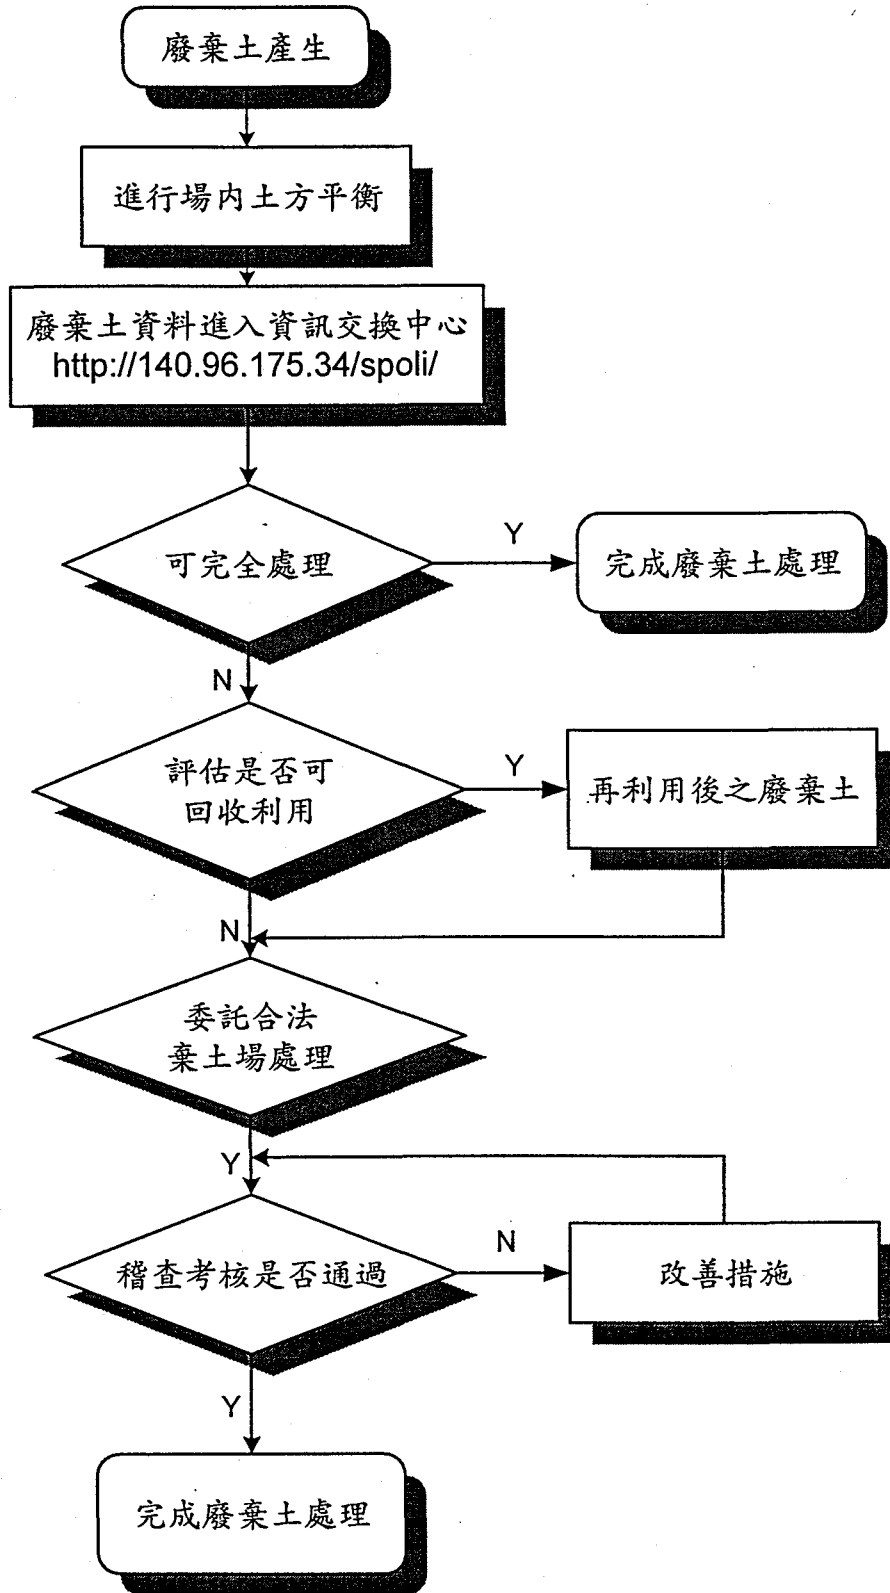 廢棄土產生
進行場內土方平衡
廢棄土資料進入資訊交換中心
http://140.96.175.34/spoli/
可完全處理
Y
完成廢棄土處理
N
評估是否可
回收利用
Y
再利用後之廢棄土
N
委託合法
棄土場處理
Y
稽查考核是否通過
N
改善措施
Y
完成廢棄土處理